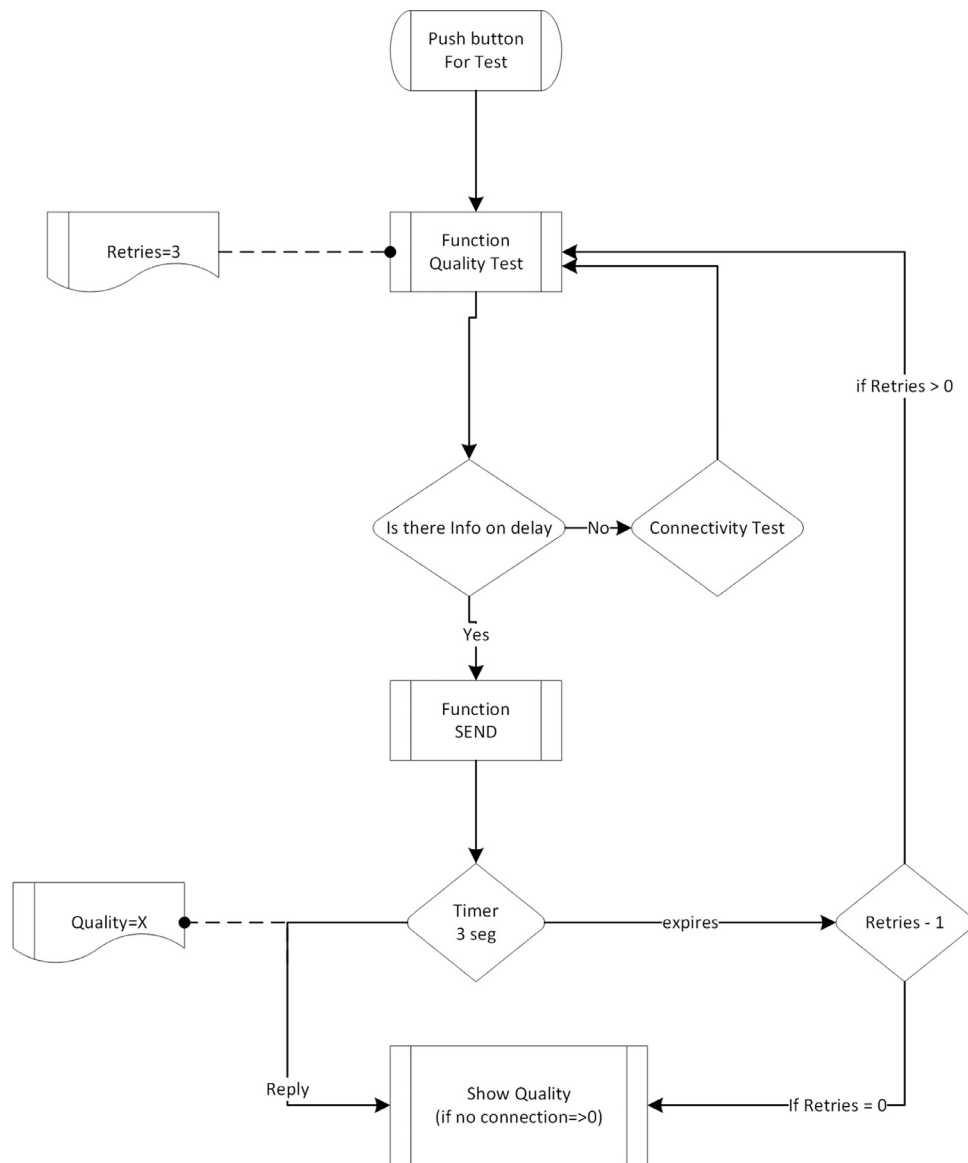 Push button
For Test
Retries=3
Function
Quality Test
if Retries > 0
Is there Info on delay
No
Connectivity Test
Yes
Function
SEND
Quality=X
Timer
3 seg
expires
Retries - 1
Reply
Show Quality
(if no connection=>0)
If Retries = 0